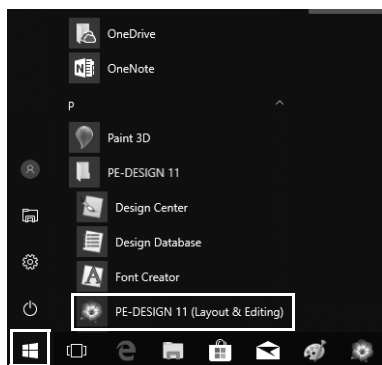 OneDrive
OneNote
P
Paint 3D
PE-DESIGN 11
Design Center
Design Database
Font Creator
PE-DESIGN 11 (Layout & Editing)